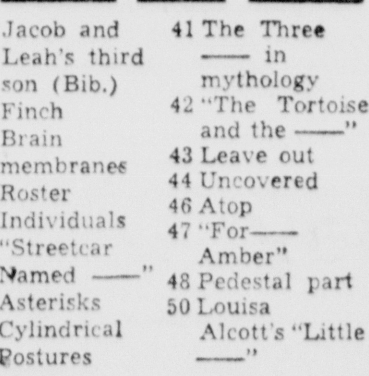 Jacob and
Leah's third
son (Bib.)
Finch
Brain
membranes
Roster
Individuals
"Streetcar
Named ——"
Asterisks
Cylindrical
Postures
41 The Three
—— in
mythology
42 "The Tortoise
and the ——"
43 Leave out
44 Uncovered
46 Atop
47 "For——
Amber"
48 Pedestal part
50 Louisa
Alcott's "Little
——"